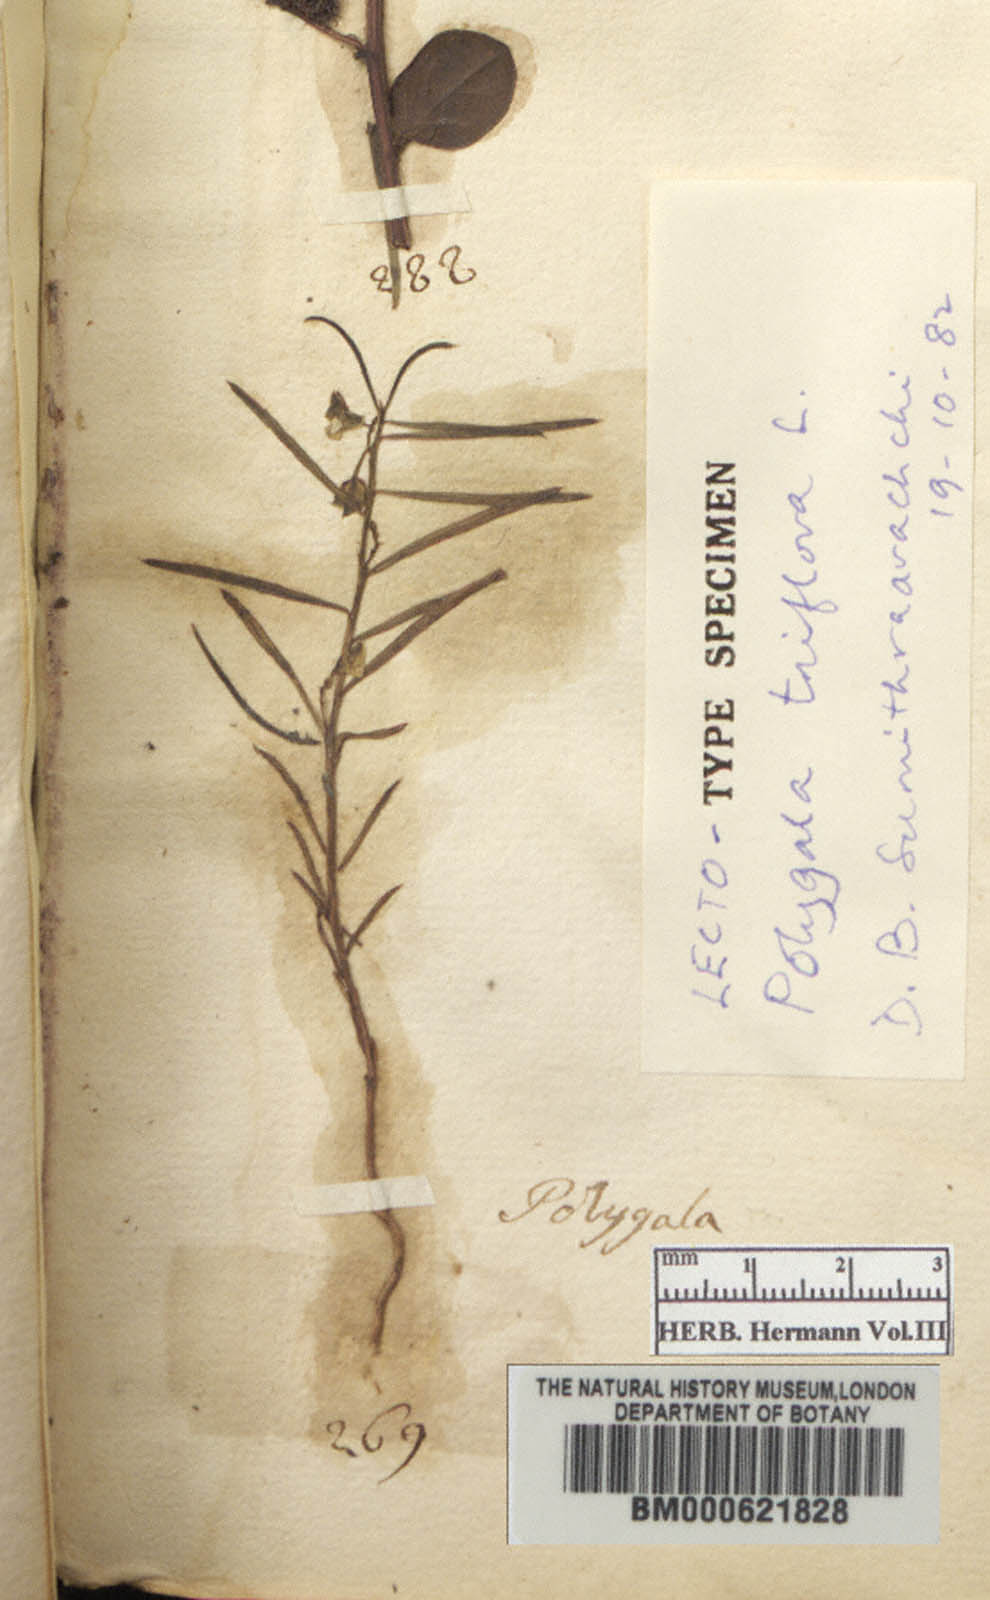 288
LECTO - TYPE SPECIMEN
Polygala triflora L.
D. B. Sumithraarachchi
19-10-82
Polygala
mm 1 2 3
HERB. Hermann Vol.III
THE NATURAL HISTORY MUSEUM,LONDON
DEPARTMENT OF BOTANY
BM000621828
269